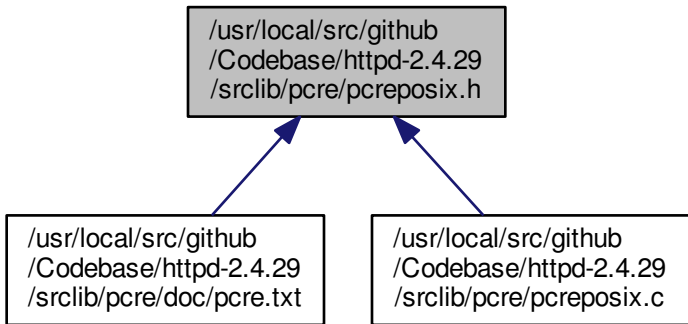 /usr/local/src/github
/Codebase/httpd-2.4.29
/srclib/pcre/pcreposix.h
/usr/local/src/github
/Codebase/httpd-2.4.29
/srclib/pcre/doc/pcre.txt
/usr/local/src/github
/Codebase/httpd-2.4.29
/srclib/pcre/pcreposix.c